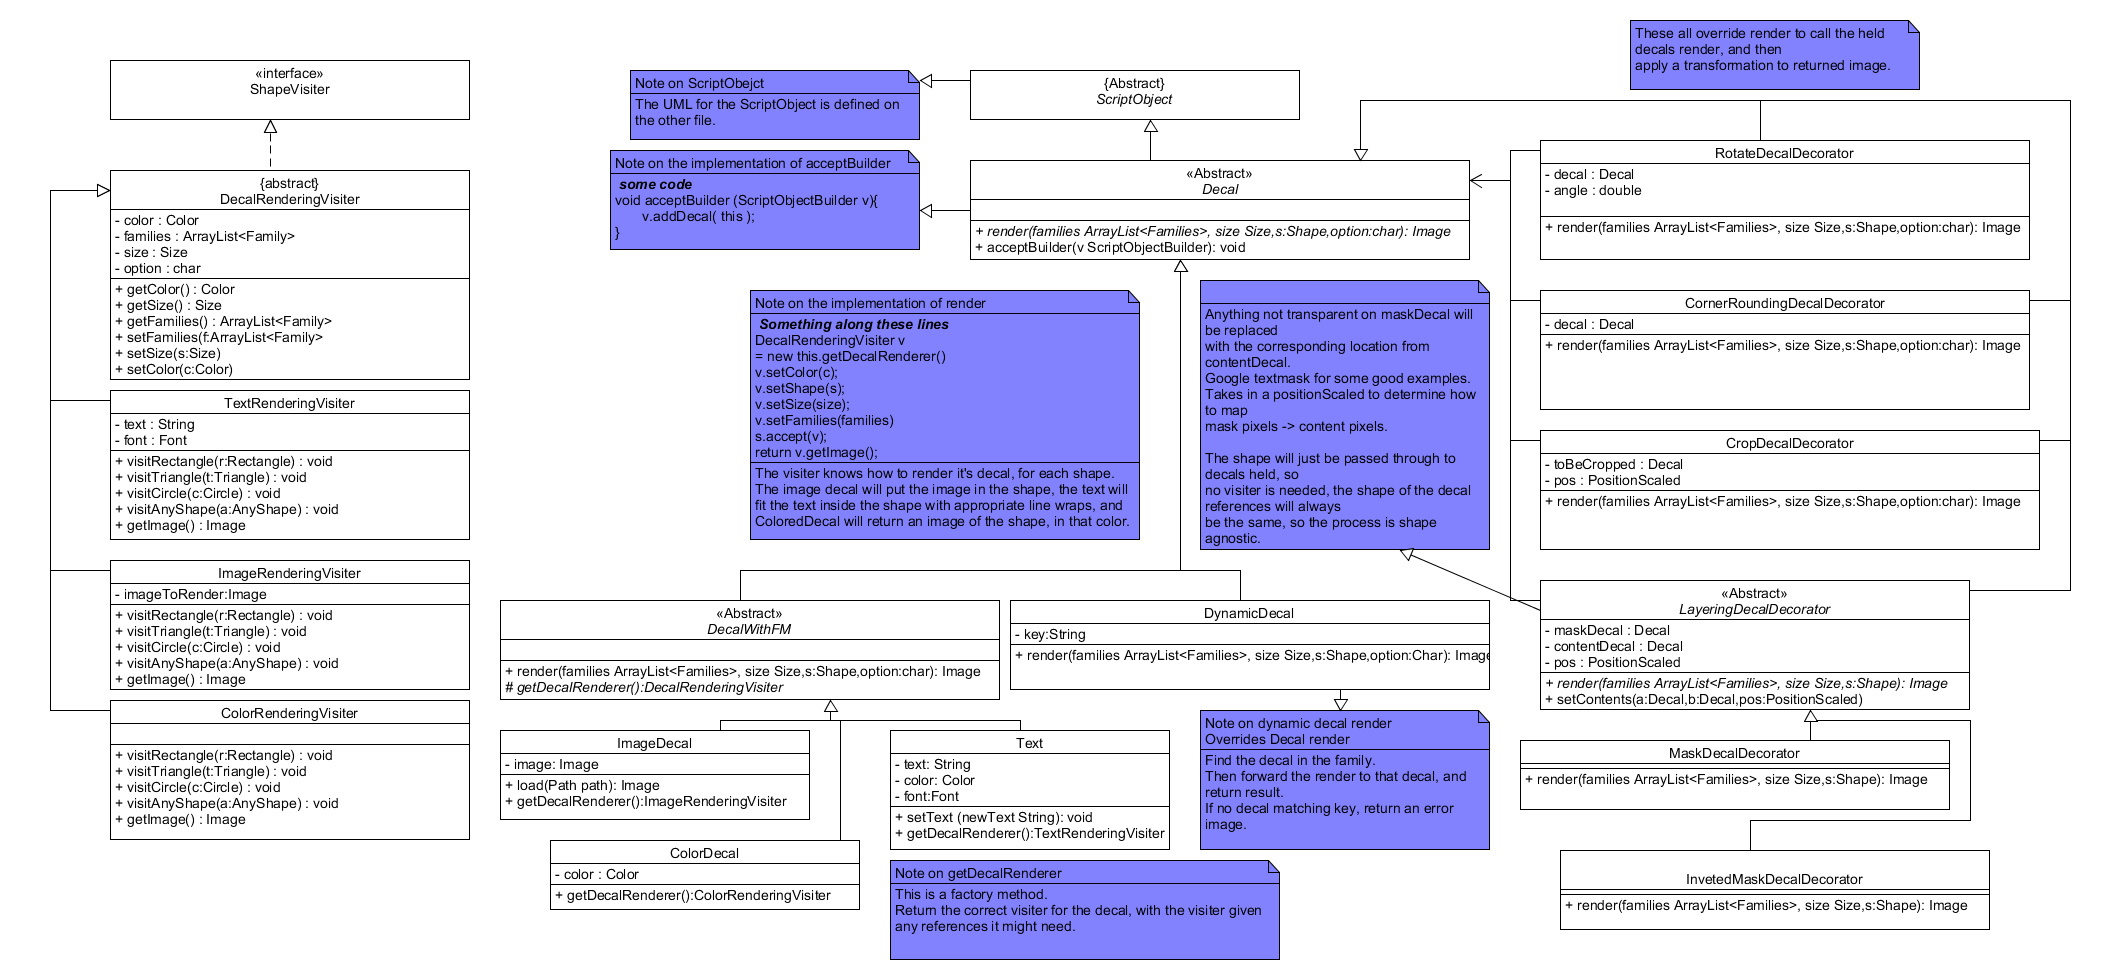 «interface»
ShapeVisiter
{abstract}
DecalRenderingVisiter
- color : Color
- families : ArrayList<Family>
- size : Size
- option : char
+ getColor() : Color
+ getSize() : Size
+ getFamilies() : ArrayList<Family>
+ setFamilies(f:ArrayList<Family>
+ setSize(s:Size)
+ setColor(c:Color)
TextRenderingVisiter
- text : String
- font : Font
+ visitRectangle(r:Rectangle) : void
+ visitTriangle(t:Triangle) : void
+ visitCircle(c:Circle) : void
+ visitAnyShape(a:AnyShape) : void
+ getImage() : Image
ImageRenderingVisiter
- imageToRender:Image
+ visitRectangle(r:Rectangle) : void
+ visitTriangle(t:Triangle) : void
+ visitCircle(c:Circle) : void
+ visitAnyShape(a:AnyShape) : void
+ getImage() : Image
ColorRenderingVisiter
+ visitRectangle(r:Rectangle) : void
+ visitTriangle(t:Triangle) : void
+ visitCircle(c:Circle) : void
+ visitAnyShape(a:AnyShape) : void
+ getImage() : Image
Note on ScriptObejct
The UML for the ScriptObject is defined on
the other file.
{Abstract}
ScriptObject
Note on the implementation of acceptBuilder
some code
void acceptBuilder (ScriptObjectBuilder v){
v.addDecal( this );
}
«Abstract»
Decal
+ render(families ArrayList<Families>, size Size,s:Shape,option:char): Image
+ acceptBuilder(v ScriptObjectBuilder): void
Note on the implementation of render
Something along these lines
DecalRenderingVisiter v
= new this.getDecalRenderer()
v.setColor(c);
v.setShape(s);
v.setSize(size);
v.setFamilies(families)
s.accept(v);
return v.getImage();
The visiter knows how to render it's decal, for each shape.
The image decal will put the image in the shape, the text will
fit the text inside the shape with appropriate line wraps, and
ColoredDecal will return an image of the shape, in that color.
Anything not transparent on maskDecal will
be replaced
with the corresponding location from
contentDecal.
Google textmask for some good examples.
Takes in a positionScaled to determine how
to map
mask pixels -> content pixels.
The shape will just be passed through to
decals held, so
no visiter is needed, the shape of the decal
references will always
be the same, so the process is shape
agnostic.
«Abstract»
DecalWithFM
+ render(families ArrayList<Families>, size Size,s:Shape,option:char): Image
# getDecalRenderer():DecalRenderingVisiter
DynamicDecal
- key:String
+ render(families ArrayList<Families>, size Size,s:Shape,option:Char): Image
ImageDecal
- image: Image
+ load(Path path): Image
+ getDecalRenderer():ImageRenderingVisiter
Text
- text: String
- color: Color
- font:Font
+ setText (newText String): void
+ getDecalRenderer():TextRenderingVisiter
ColorDecal
- color : Color
+ getDecalRenderer():ColorRenderingVisiter
Note on getDecalRenderer
This is a factory method.
Return the correct visiter for the decal, with the visiter given
any references it might need.
Note on dynamic decal render
Overrides Decal render
Find the decal in the family.
Then forward the render to that decal, and
return result.
If no decal matching key, return an error
image.
These all override render to call the held
decals render, and then
apply a transformation to returned image.
RotateDecalDecorator
- decal : Decal
- angle : double
+ render(families ArrayList<Families>, size Size,s:Shape,option:char): Image
CornerRoundingDecalDecorator
- decal : Decal
+ render(families ArrayList<Families>, size Size,s:Shape,option:char): Image
CropDecalDecorator
- toBeCropped : Decal
- pos : PositionScaled
+ render(families ArrayList<Families>, size Size,s:Shape,option:char): Image
«Abstract»
LayeringDecalDecorator
- maskDecal : Decal
- contentDecal : Decal
- pos : PositionScaled
+ render(families ArrayList<Families>, size Size,s:Shape): Image
+ setContents(a:Decal,b:Decal,pos:PositionScaled)
MaskDecalDecorator
+ render(families ArrayList<Families>, size Size,s:Shape): Image
InvetedMaskDecalDecorator
+ render(families ArrayList<Families>, size Size,s:Shape): Image